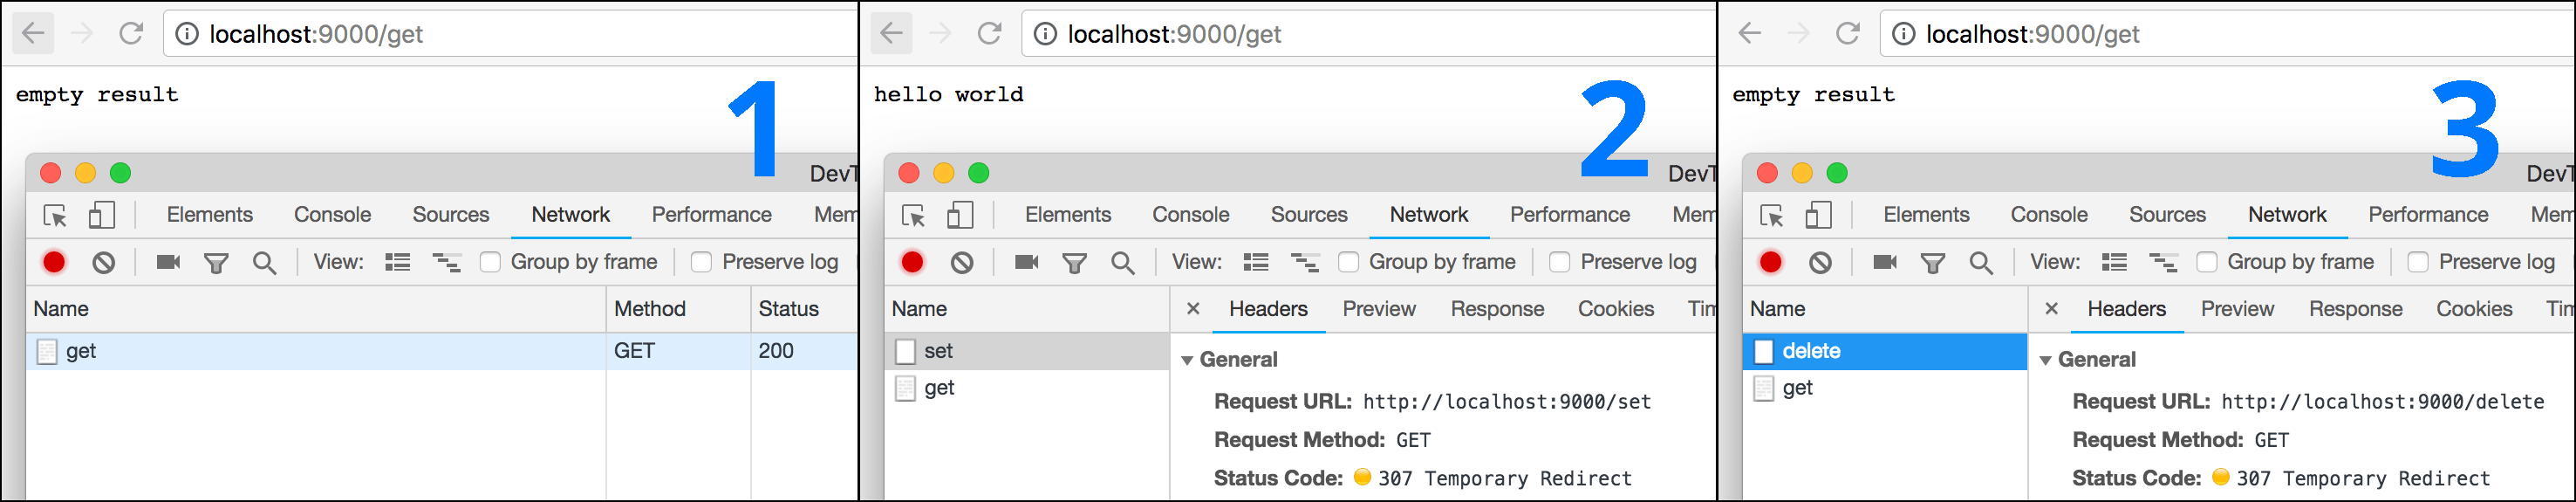 localhost:9000/get
empty result
1
DevT
Elements Console Sources Network Performance Mem
View: Group by frame Preserve log
Name Method Status
get GET 200
localhost:9000/get
hello world
2
DevT
Elements Console Sources Network Performance Mem
View: Group by frame Preserve log
Name × Headers Preview Response Cookies Tim
set
get
General
Request URL: http://localhost:9000/set
Request Method: GET
Status Code: 307 Temporary Redirect
localhost:9000/get
empty result
3
DevT
Elements Console Sources Network Performance Mem
View: Group by frame Preserve log
Name × Headers Preview Response Cookies Tim
delete
get
General
Request URL: http://localhost:9000/delete
Request Method: GET
Status Code: 307 Temporary Redirect